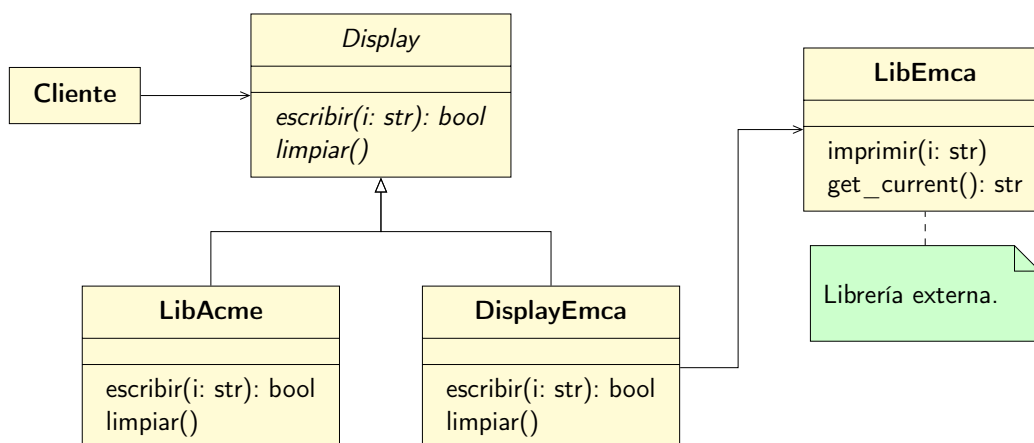 Display
escribir(i: str): bool
limpiar()
Cliente
LibEmca
imprimir(i: str)
get_current(): str
Librería externa.
LibAcme
escribir(i: str): bool
limpiar()
DisplayEmca
escribir(i: str): bool
limpiar()